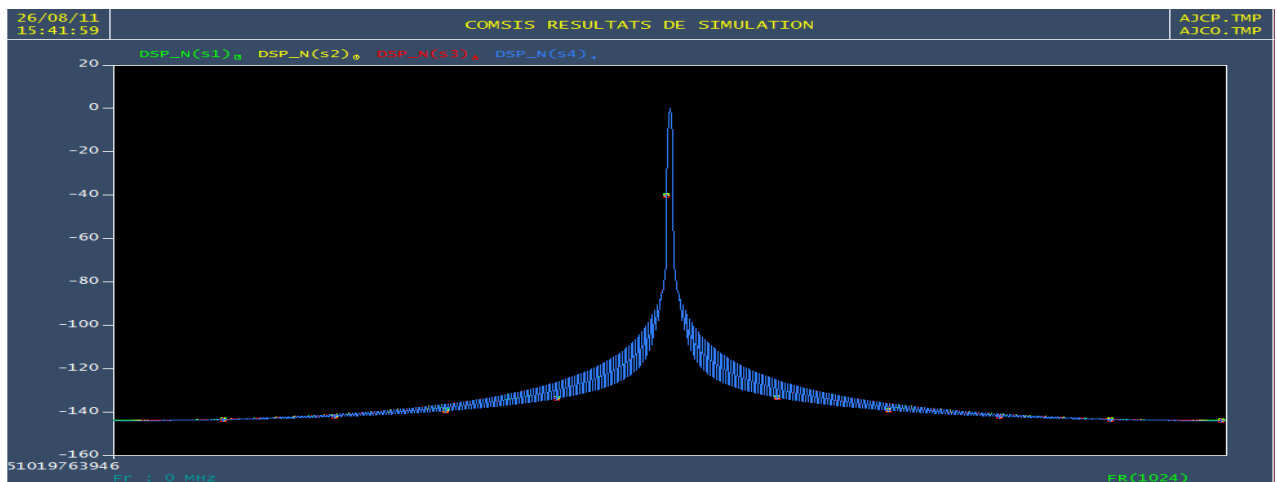 26/08/11
15:41:59
COMSIS RESULTATS DE SIMULATION
AJCP.TMP
AJCO.TMP
DSP_N(s1) DSP_N(s2) DSP_N(s3) DSP_N(s4)
20
0
-20
-40
-60
-80
-100
-120
-140
-160
51019763946
Fr : 0 MHz
FR(1024)